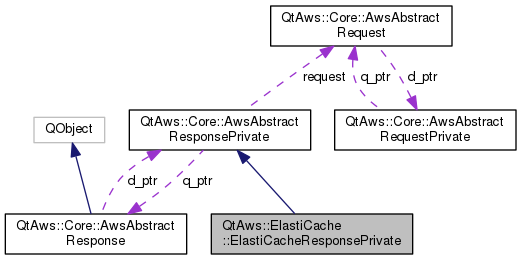 QtAws::Core::AwsAbstract
Request
request
q_ptr
d_ptr
QObject
QtAws::Core::AwsAbstract
ResponsePrivate
QtAws::Core::AwsAbstract
RequestPrivate
d_ptr
q_ptr
QtAws::Core::AwsAbstract
Response
QtAws::ElastiCache
::ElastiCacheResponsePrivate